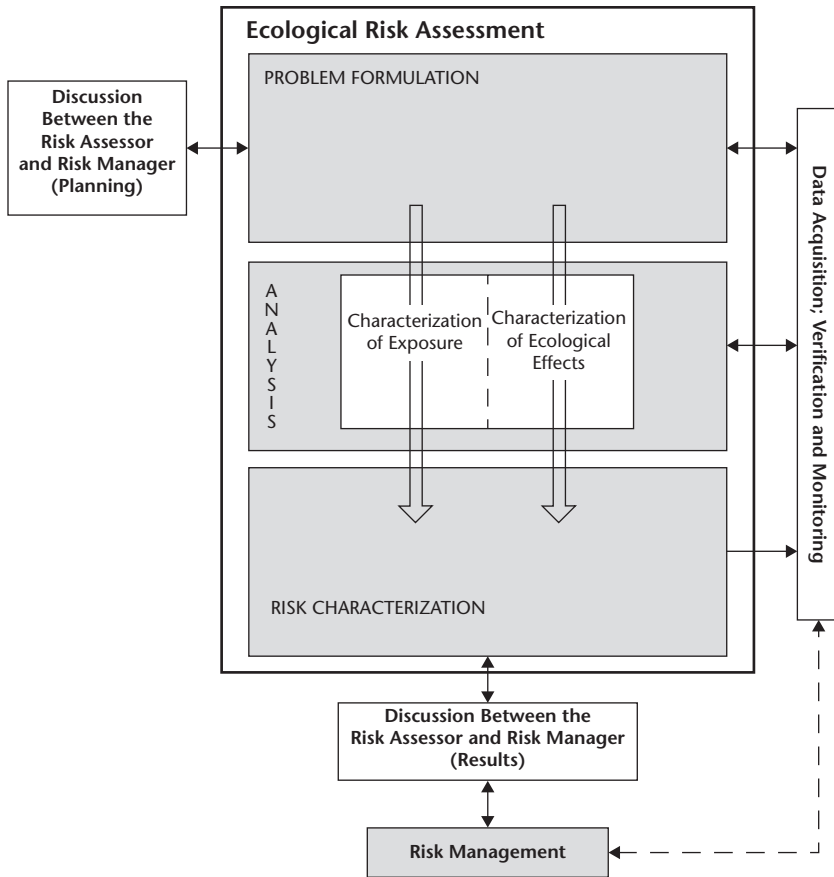 Ecological Risk Assessment
PROBLEM FORMULATION
Discussion
Between the
Risk Assessor
and Risk Manager
(Planning)
ANALYSIS
Characterization
of Exposure
Characterization
of Ecological
Effects
Data Acquisition; Verification and Monitoring
RISK CHARACTERIZATION
Discussion Between the
Risk Assessor and Risk Manager
(Results)
Risk Management